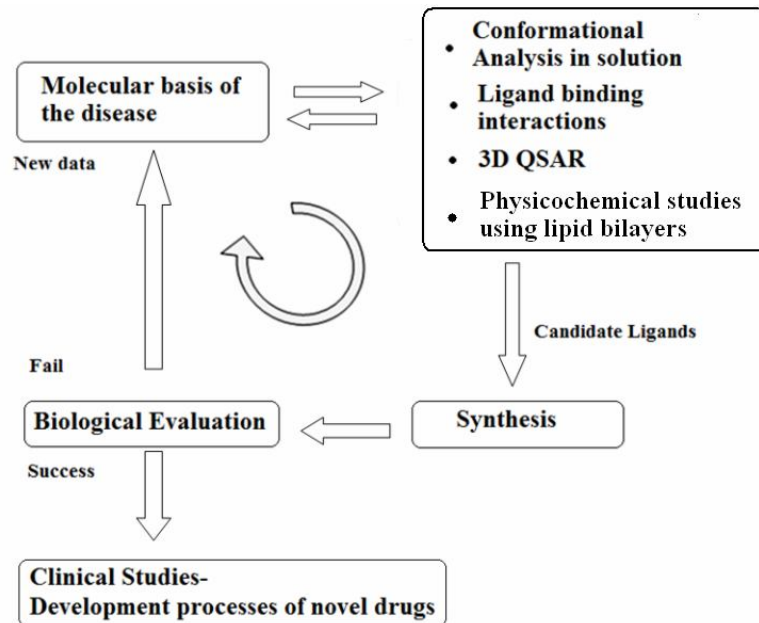 Molecular basis of
the disease
Conformational
Analysis in solution
Ligand binding
interactions
3D QSAR
Physicochemical studies
using lipid bilayers
New data
Candidate Ligands
Fail
Biological Evaluation
Synthesis
Success
Clinical Studies-
Development processes of novel drugs